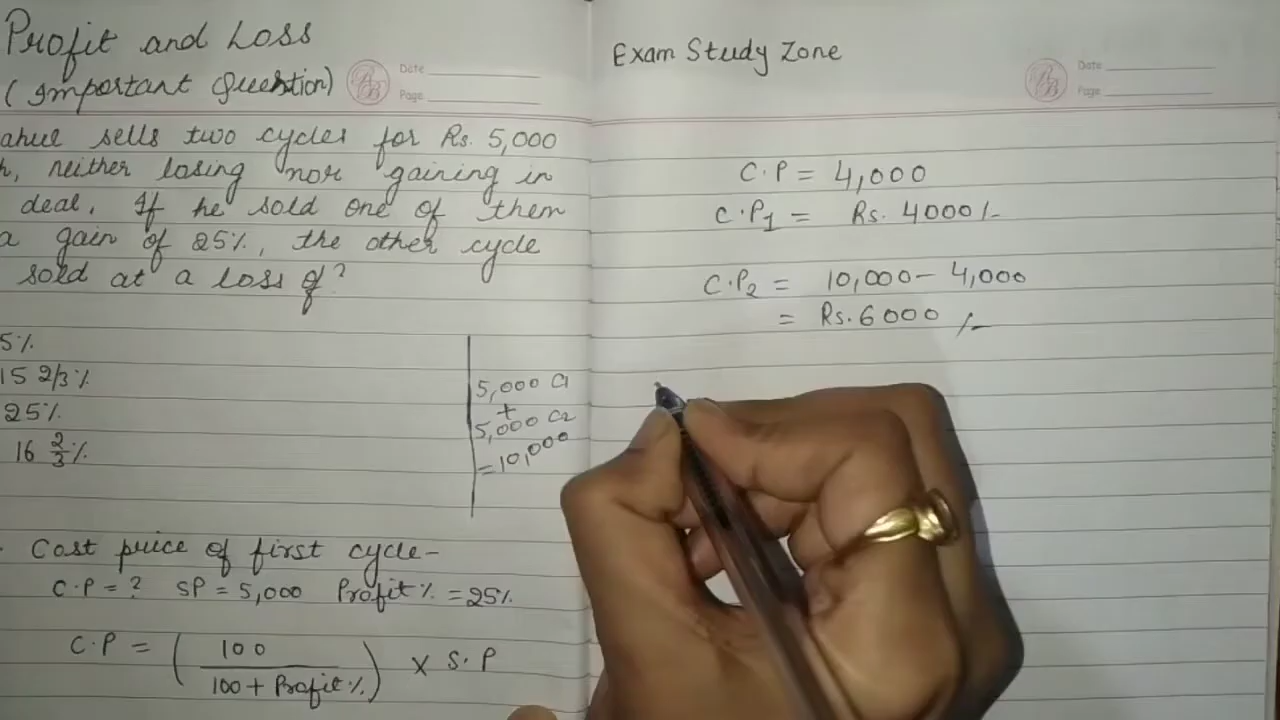 Profit and Loss
(Important Question)
Date
Page
ahul sells two cycles for Rs. 5,000
h, neither losing nor gaining in
deal. If he sold one of them
a gain of 25%, the other cycle
sold at a loss of?
5%
15 2/3%
25%
16 2/3%
5,000 C1
+
5,000 C2
=10,000
Cost price of first cycle-
C.P = ? SP = 5,000 Profit% = 25%
C.P = (100 / 100 + Profit%) × S.P
Exam Study Zone
Date
Page
C.P = 4,000
C.P1 = Rs. 4000/-
C.P2 = 10,000 - 4,000
= Rs. 6000/-